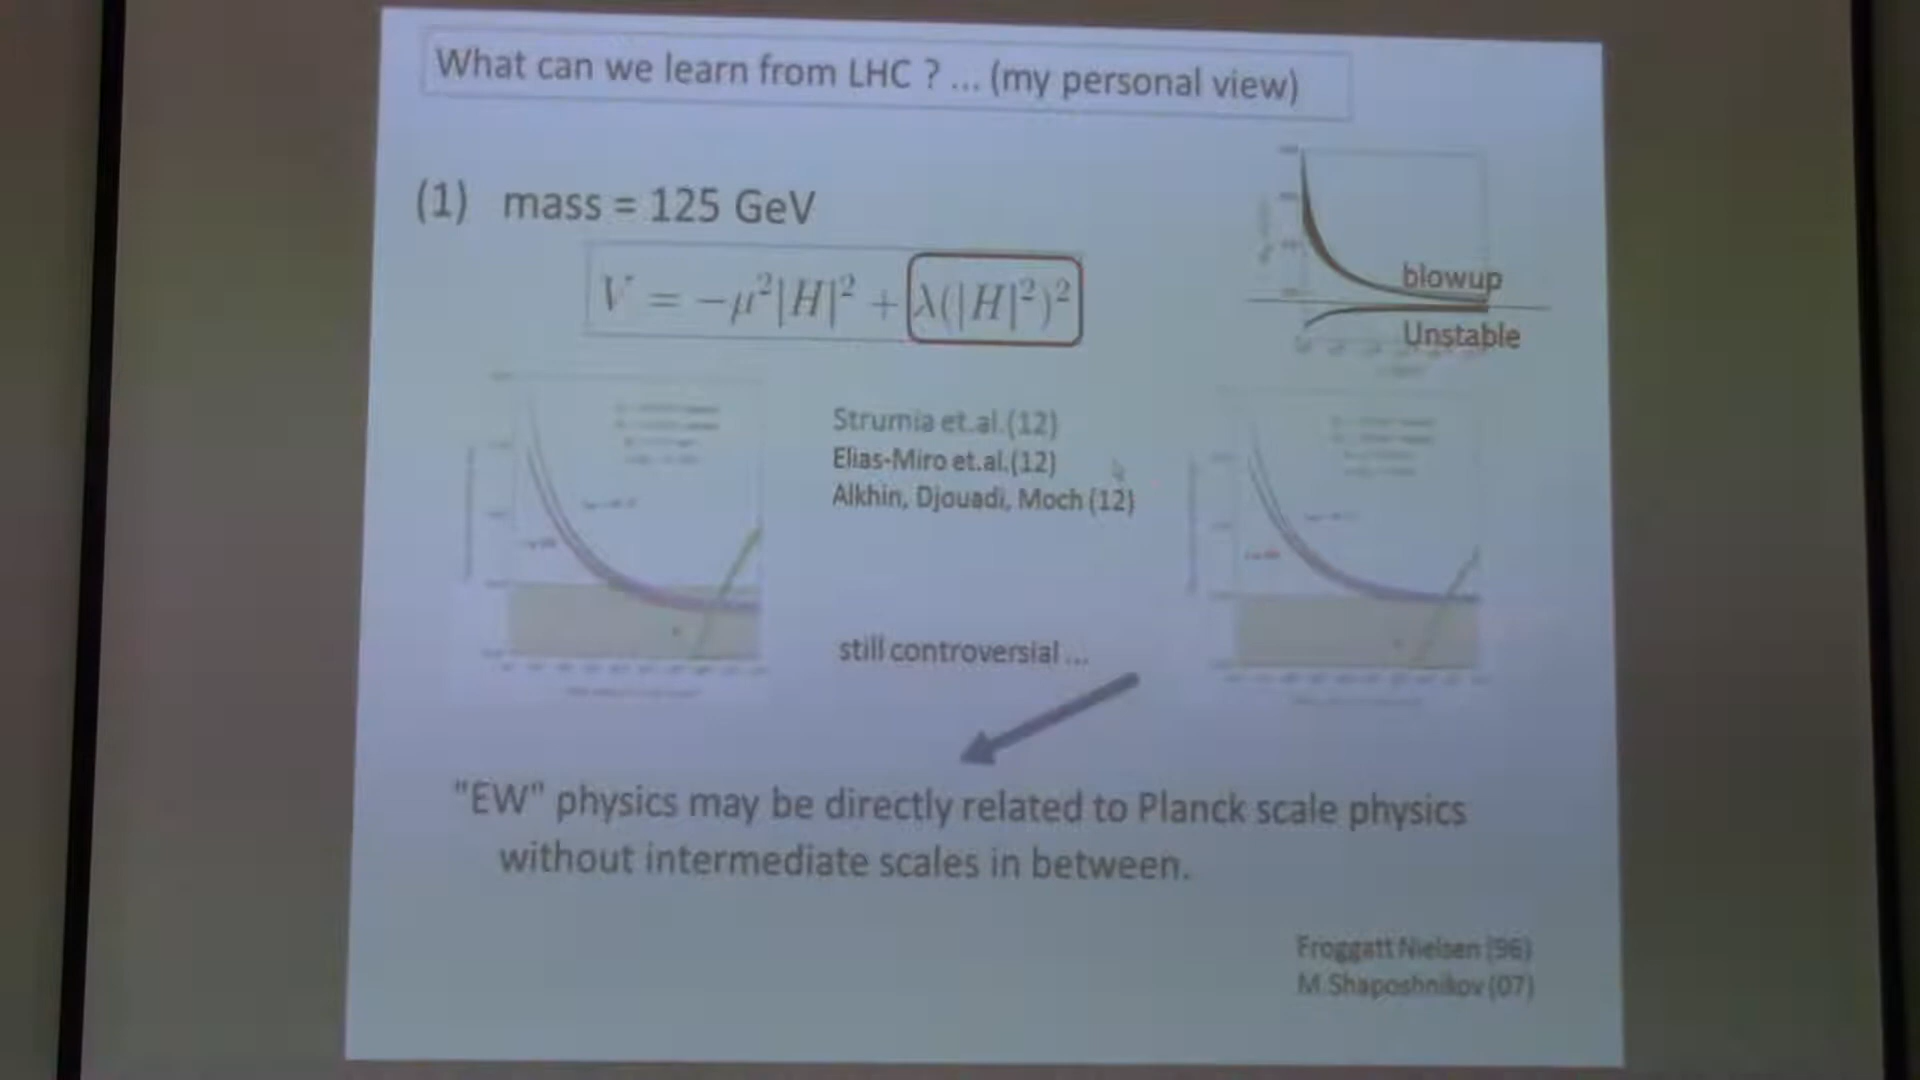 What can we learn from LHC ? ... (my personal view)
(1) mass = 125 GeV
V = −μ²|H|² + λ(|H|²)²
blowup
Unstable
Strumia et.al.(12)
Elias-Miro et.al.(12)
Alkhin, Djouadi, Moch (12)
still controversial ...
"EW" physics may be directly related to Planck scale physics
without intermediate scales in between.
Froggatt Nielsen (96)
M.Shaposhnikov (07)